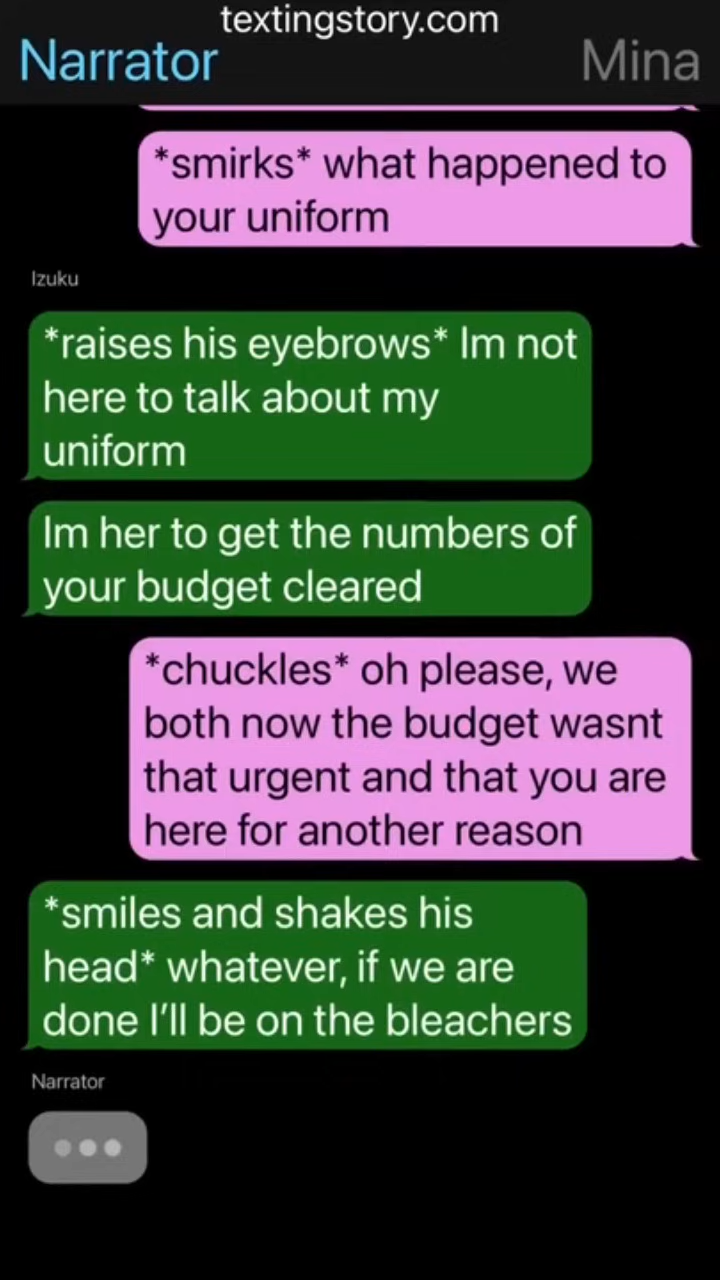 textingstory.com
Narrator Mina
*smirks* what happened to
your uniform
Izuku
*raises his eyebrows* Im not
here to talk about my
uniform
Im her to get the numbers of
your budget cleared
*chuckles* oh please, we
both now the budget wasnt
that urgent and that you are
here for another reason
*smiles and shakes his
head* whatever, if we are
done I'll be on the bleachers
Narrator